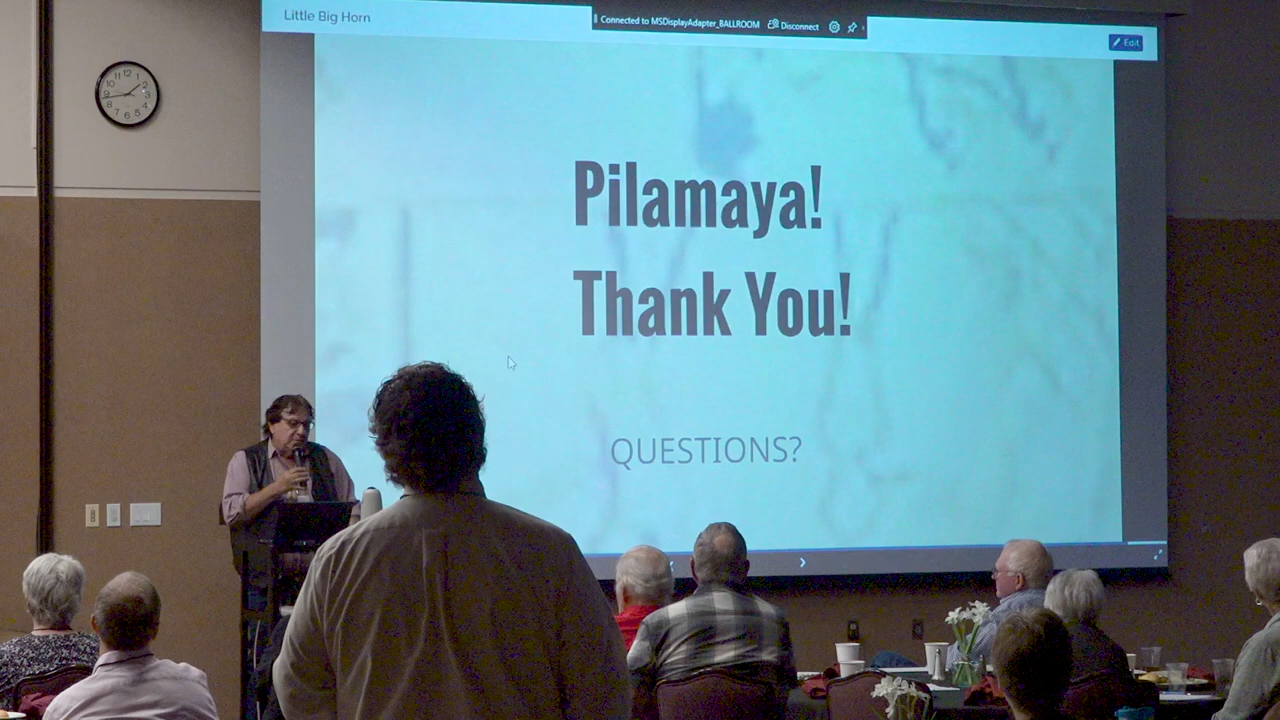 Little Big Horn
Connected to MSDisplayAdapter_BALLROOM Disconnect
Edit
Pilamaya!
Thank You!
QUESTIONS?